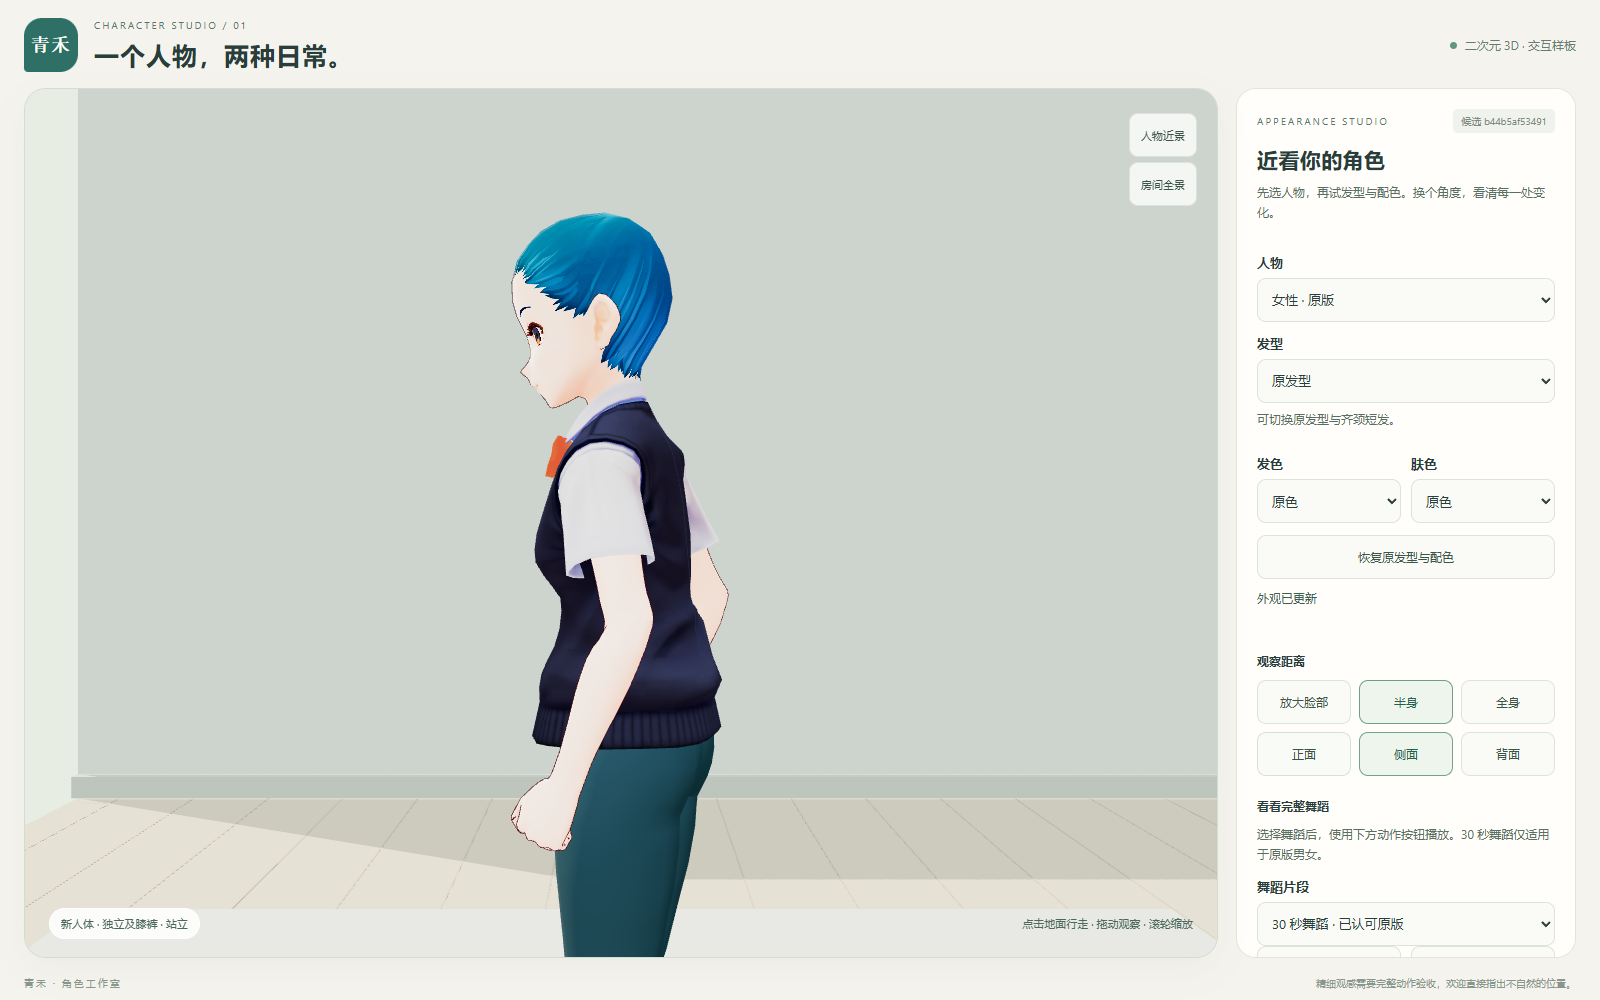 青禾
CHARACTER STUDIO / 01
一个人物，两种日常。
二次元 3D · 交互样板
人物近景
房间全景
新人体 · 独立及膝裤 · 站立
点击地面行走 · 拖动观察 · 滚轮缩放
APPEARANCE STUDIO
候选 b44b5af53491
近看你的角色
先选人物，再试发型与配色。换个角度，看清每一处变
化。
人物
女性 · 原版
发型
原发型
可切换原发型与齐颈短发。
发色
肤色
原色
原色
恢复原发型与配色
外观已更新
观察距离
放大脸部
半身
全身
正面
侧面
背面
看看完整舞蹈
选择舞蹈后，使用下方动作按钮播放。30 秒舞蹈仅适用
于原版男女。
舞蹈片段
30 秒舞蹈 · 已认可原版
青禾 · 角色工作室
精细观感需要完整动作验收，欢迎直接指出不自然的位置。